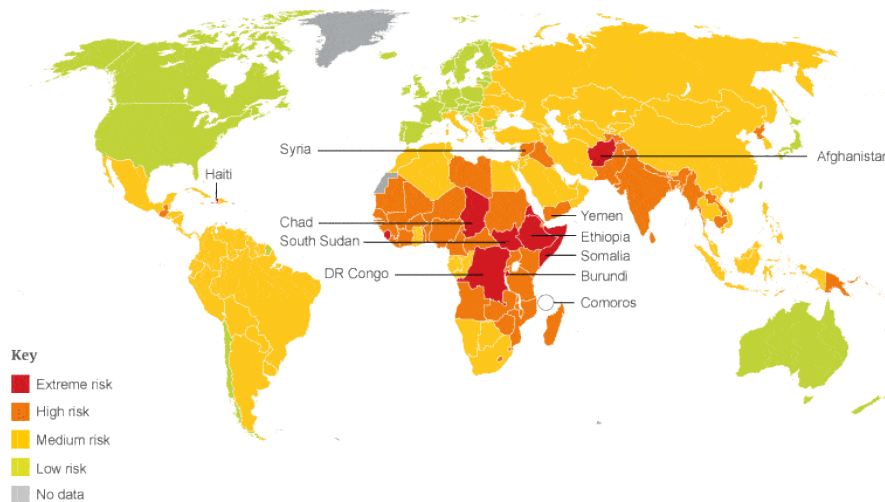 Syria
Afghanistan
Haiti
Chad
Yemen
South Sudan
Ethiopia
Somalia
DR Congo
Burundi
Comoros
Key
Extreme risk
High risk
Medium risk
Low risk
No data